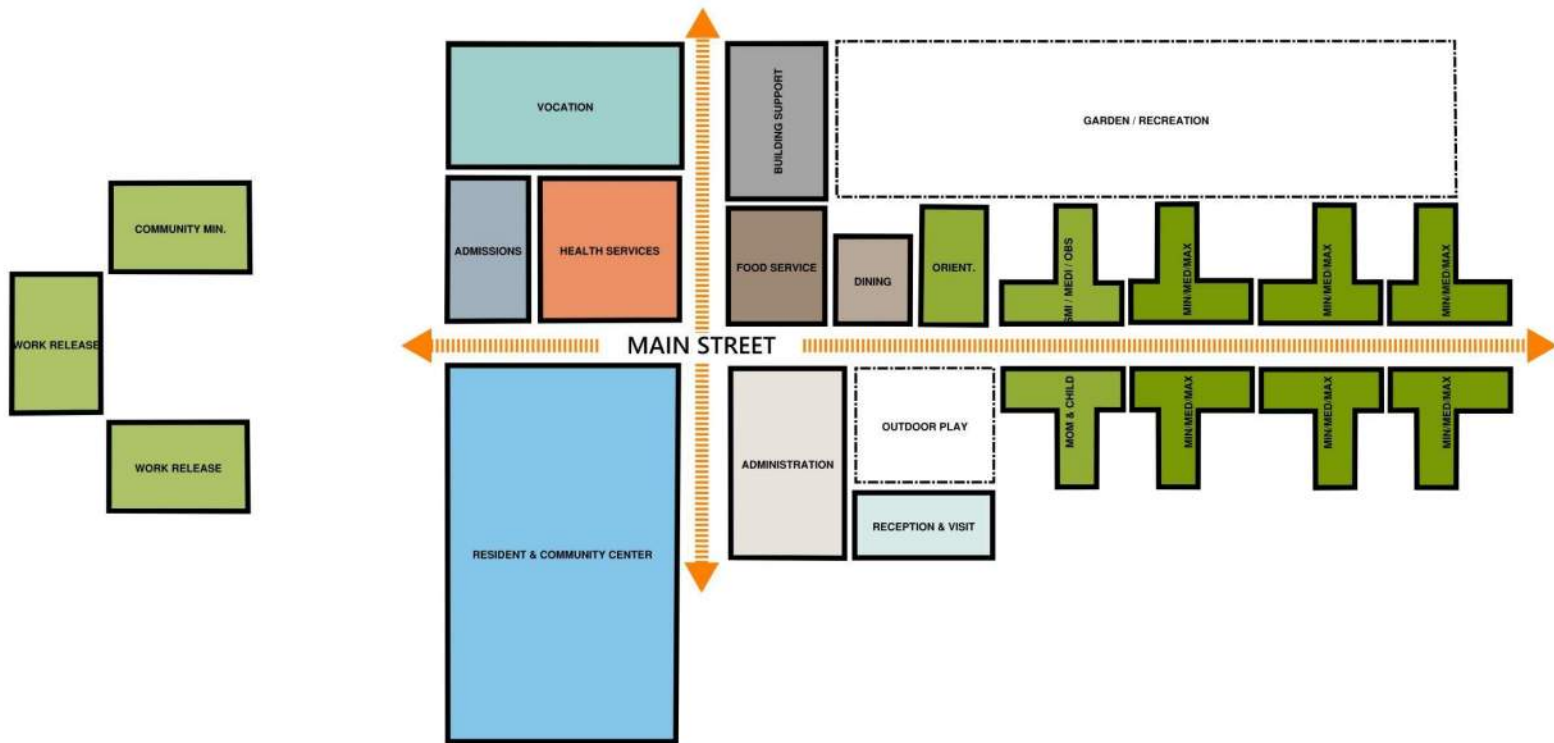 VOCATION
BUILDING SUPPORT
GARDEN / RECREATION
COMMUNITY MIN.
ADMISSIONS
HEALTH SERVICES
FOOD SERVICE
DINING
ORIENT.
SMI / MEDI / OBS
MIN/MED/MAX
MIN/MED/MAX
MIN/MED/MAX
WORK RELEASE
MAIN STREET
WORK RELEASE
RESIDENT & COMMUNITY CENTER
ADMINISTRATION
OUTDOOR PLAY
RECEPTION & VISIT
MOM & CHILD
MIN/MED/MAX
MIN/MED/MAX
MIN/MED/MAX